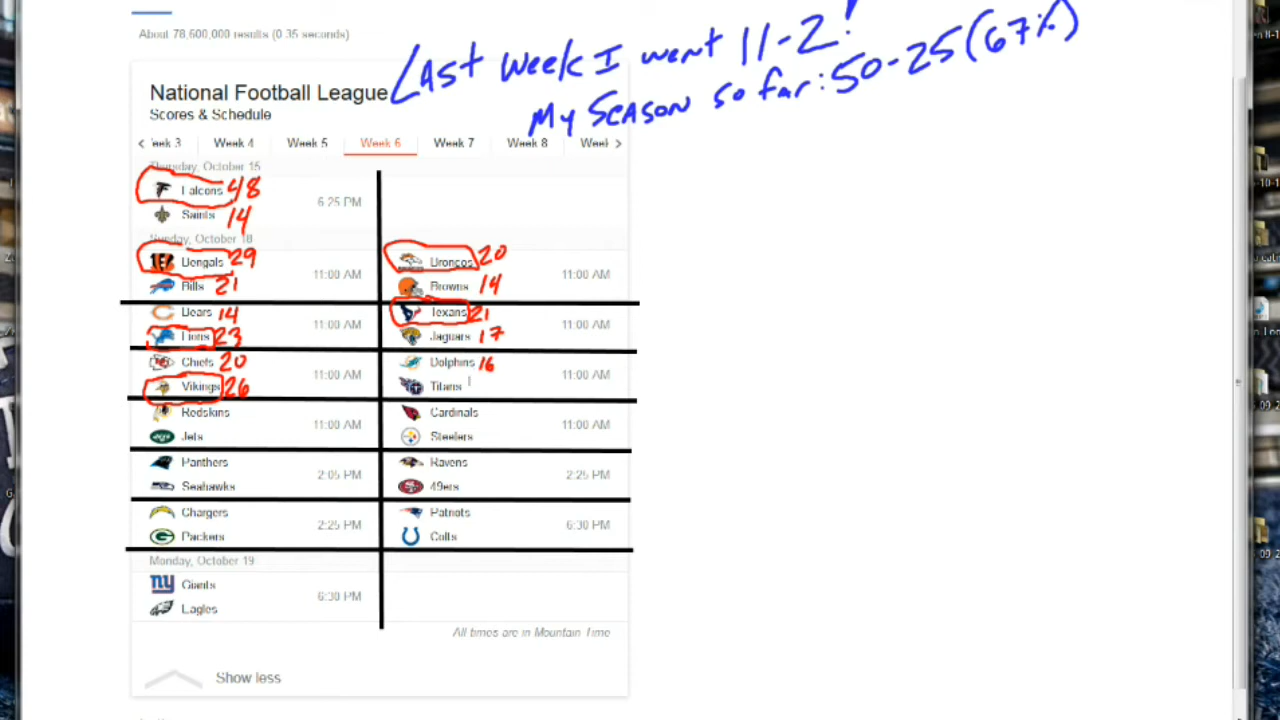 About 78,600,000 results (0.35 seconds)
Last week I went 11-2!
My Season so far: 50-25 (67%)
National Football League
Scores & Schedule
Week 4 Week 5 Week 6 Week 7 Week 8
Thursday, October 15
Falcons 48
6:25 PM
Saints 14
Sunday, October 18
Bengals 29
11:00 AM
Bills 21
Broncos 20
11:00 AM
Browns 14
Bears 14
11:00 AM
Lions 23
Texans 21
11:00 AM
Jaguars 17
Chiefs 20
11:00 AM
Vikings 26
Dolphins 16
11:00 AM
Titans
Redskins
11:00 AM
Jets
Cardinals
11:00 AM
Steelers
Panthers
2:05 PM
Seahawks
Ravens
2:25 PM
49ers
Chargers
2:25 PM
Packers
Patriots
6:30 PM
Colts
Monday, October 19
Giants
6:30 PM
Eagles
All times are in Mountain Time
Show less